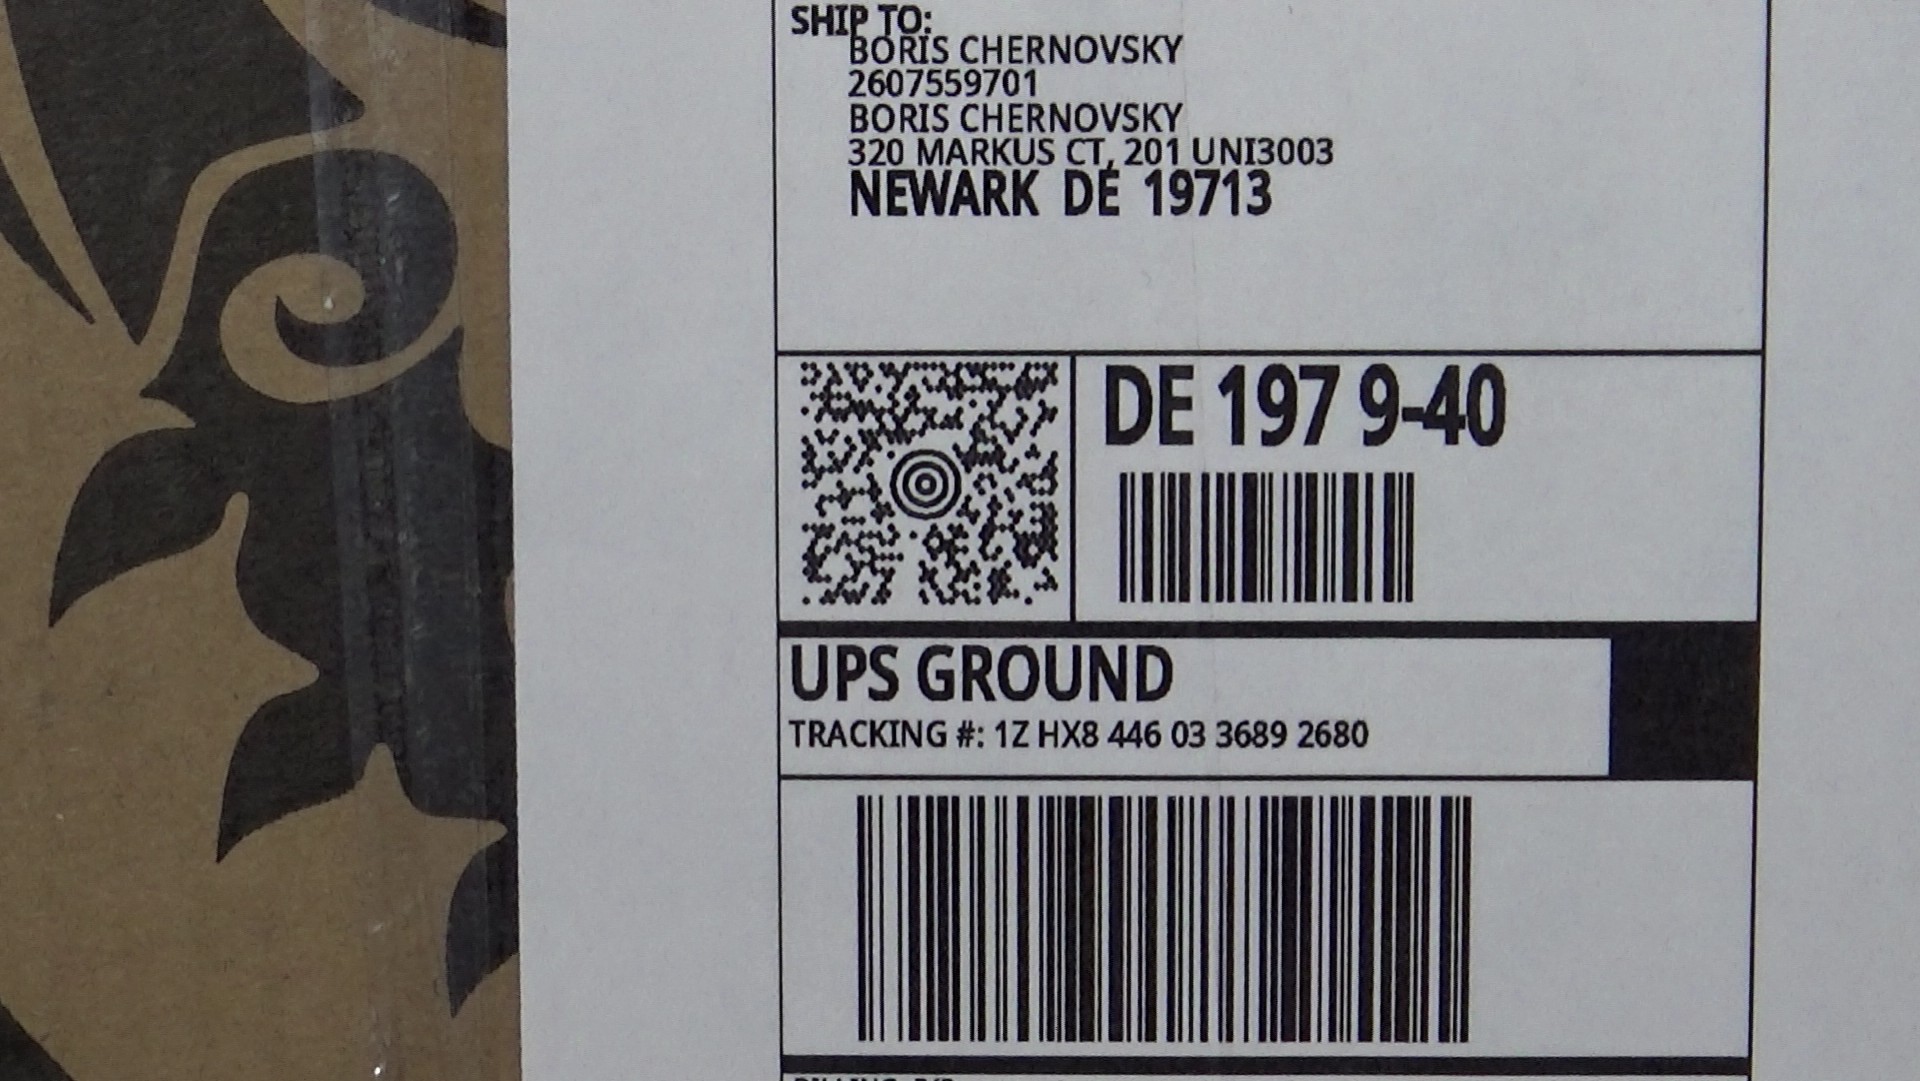 SHIP TO:
BORIS CHERNOVSKY
2607559701
BORIS CHERNOVSKY
320 MARKUS CT, 201 UNI3003
NEWARK DE 19713
DE 197 9-40
UPS GROUND
TRACKING #: 1Z HX8 446 03 3689 2680